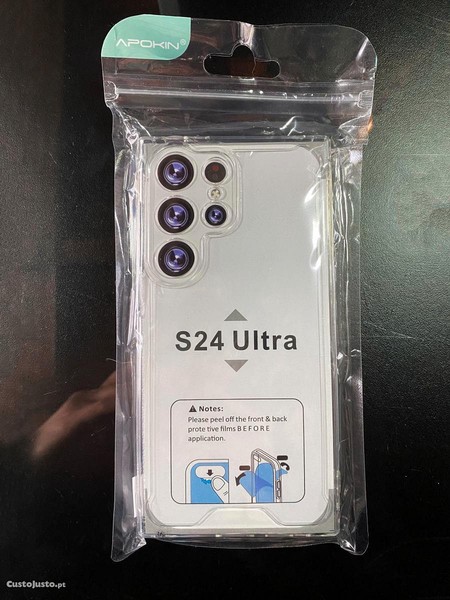 APOKIN®
S24 Ultra
Notes:
Please peel off the front & back
prote tive films BEFORE
application.
CustoJusto.pt